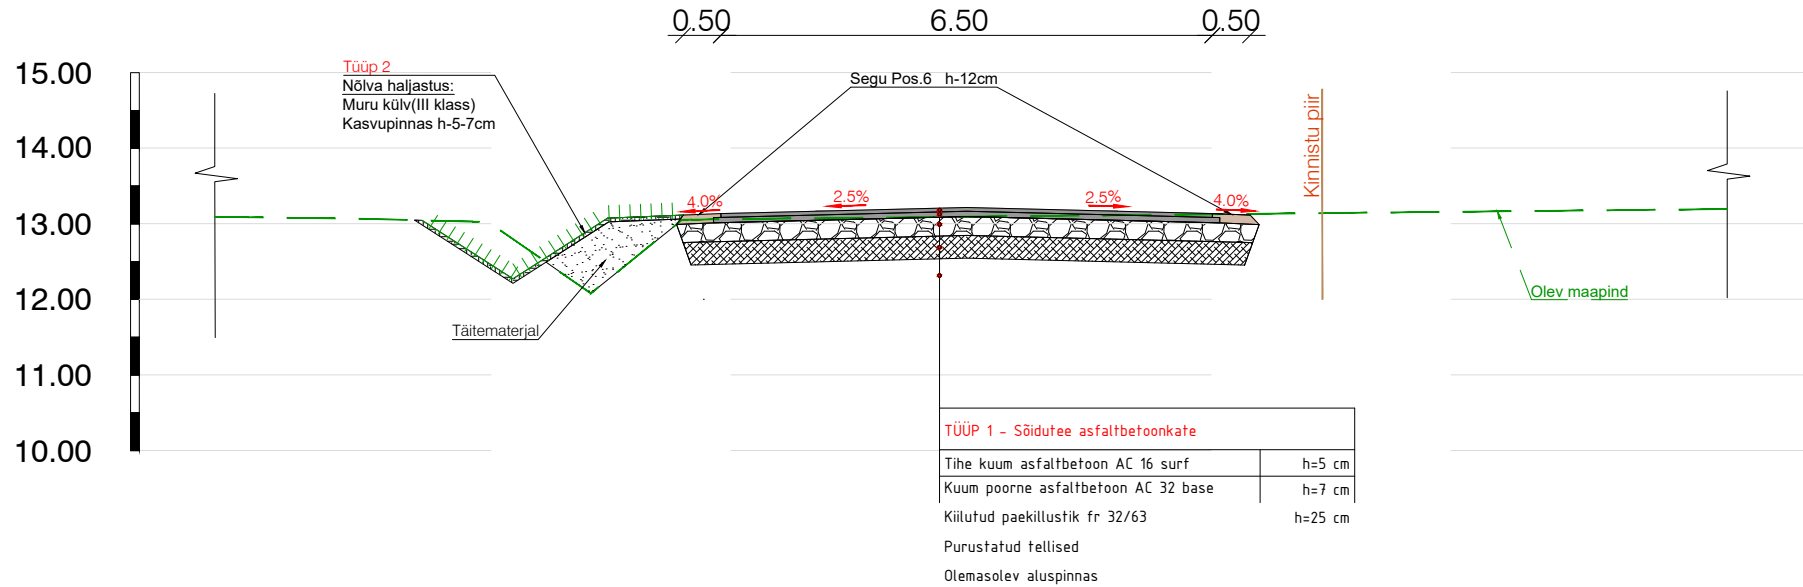 0.50 6.50 0.50
15.00
14.00
13.00
12.00
11.00
10.00
Tüüp 2
Nõlva haljastus:
Muru külv(III klass)
Kasvupinnas h-5-7cm
Segu Pos.6 h-12cm
4.0% 2.5% 2.5% 4.0%
Kinnistu piir
Täitematerjal
Olev maapind
TÜÜP 1 - Sõidutee asfaltbetoonkate
Tihe kuum asfaltbetoon AC 16 surf h=5 cm
Kuum poorne asfaltbetoon AC 32 base h=7 cm
Kiilutud paekillustik fr 32/63 h=25 cm
Purustatud tellised
Olemasolev aluspinnas